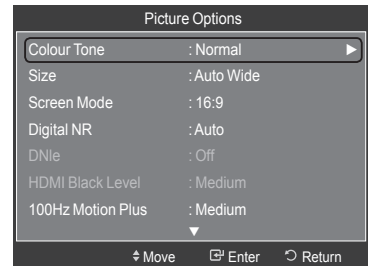 Picture Options
Colour Tone : Normal ►
Size : Auto Wide
Screen Mode : 16:9
Digital NR : Auto
DNIe : Off
HDMI Black Level : Medium
100Hz Motion Plus : Medium
▼
Move Enter Return